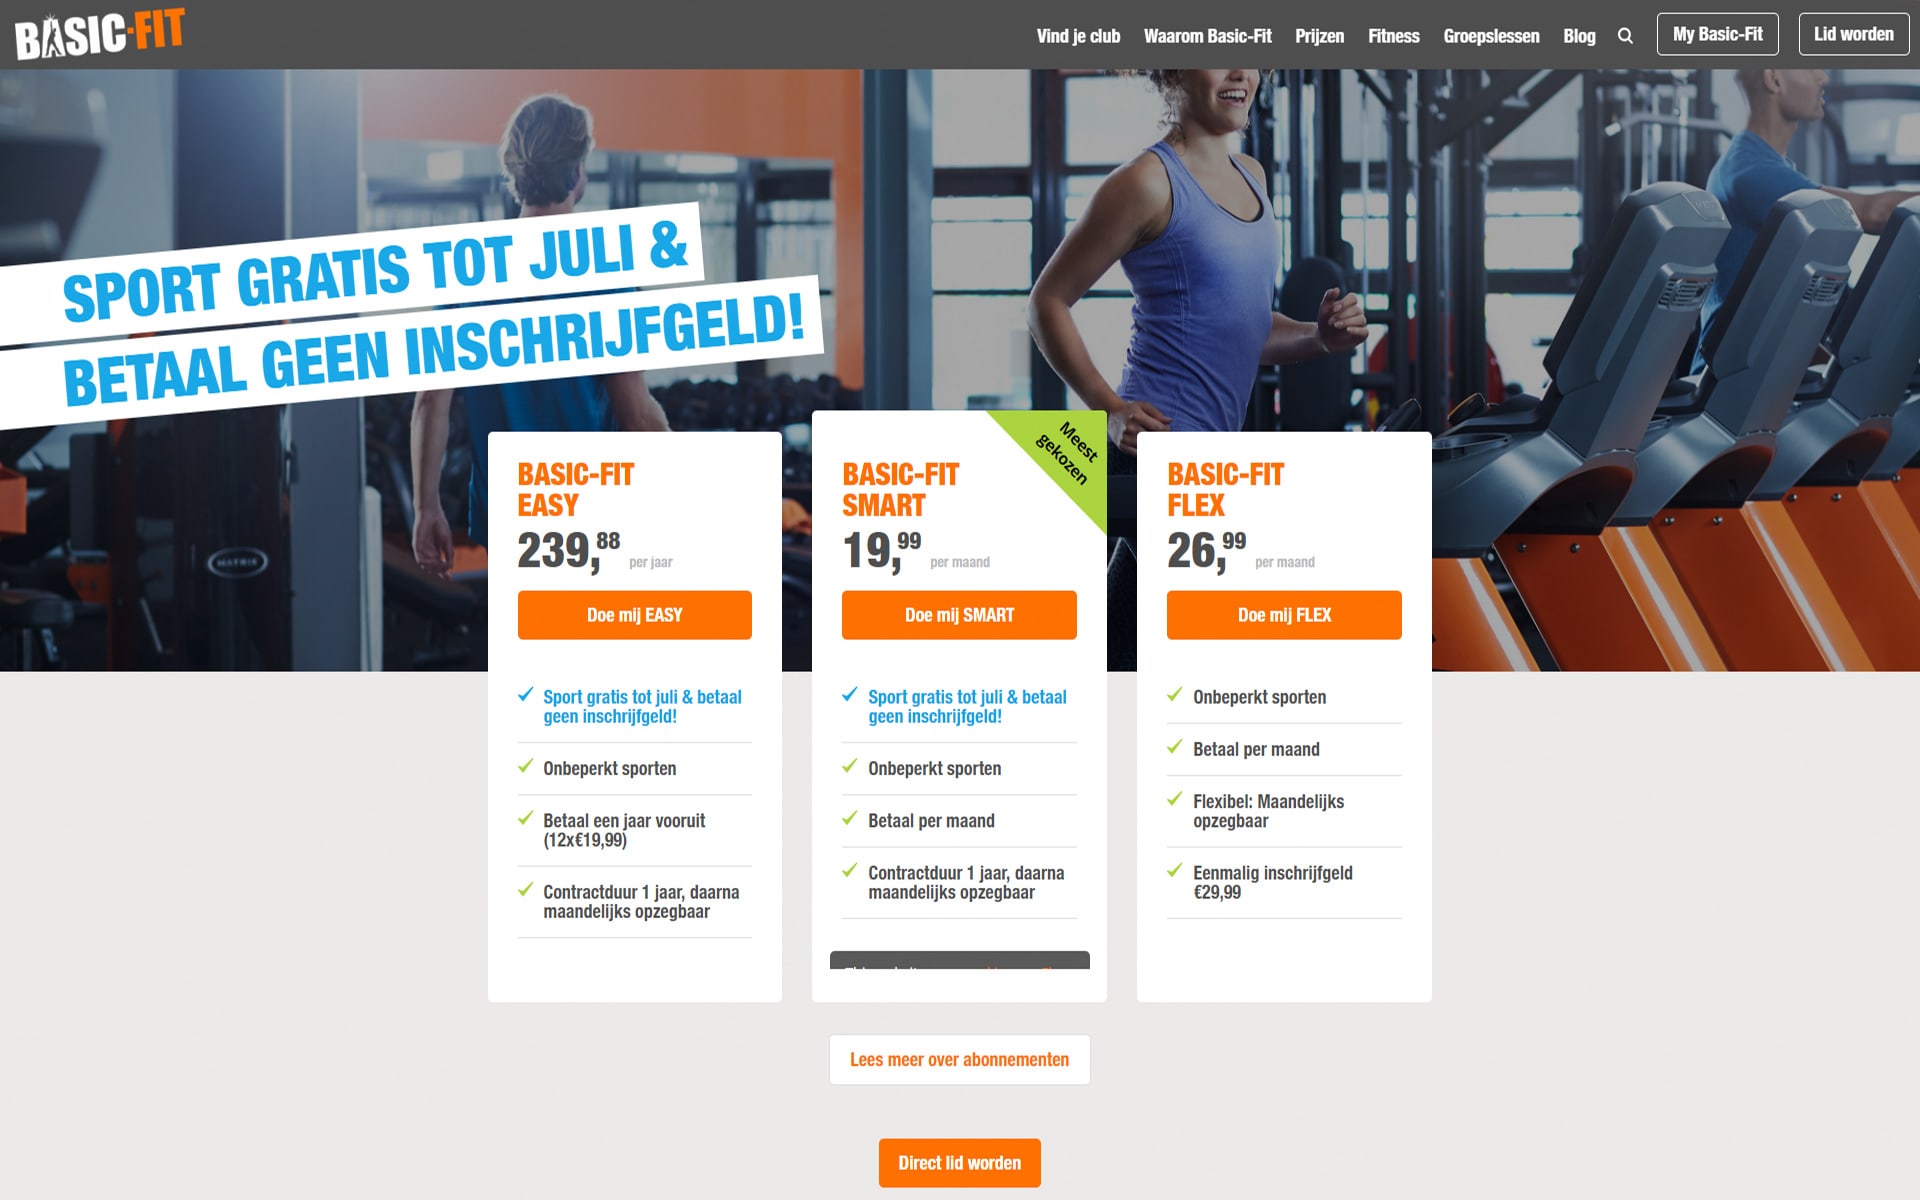 BASIC-FIT
Vind je club
Waarom Basic-Fit
Prijzen
Fitness
Groepslessen
Blog
My Basic-Fit
Lid worden
SPORT GRATIS TOT JULI &
BETAAL GEEN INSCHRIJFGELD!
MATRIX
BASIC-FIT
EASY
239,88 per jaar
Doe mij EASY
Sport gratis tot juli & betaal
geen inschrijfgeld!
Onbeperkt sporten
Betaal een jaar vooruit
(12x€19,99)
Contractduur 1 jaar, daarna
maandelijks opzegbaar
Meest
gekozen
BASIC-FIT
SMART
19,99 per maand
Doe mij SMART
Sport gratis tot juli & betaal
geen inschrijfgeld!
Onbeperkt sporten
Betaal per maand
Contractduur 1 jaar, daarna
maandelijks opzegbaar
BASIC-FIT
FLEX
26,99 per maand
Doe mij FLEX
Onbeperkt sporten
Betaal per maand
Flexibel: Maandelijks
opzegbaar
Eenmalig inschrijfgeld
€29,99
Lees meer over abonnementen
Direct lid worden